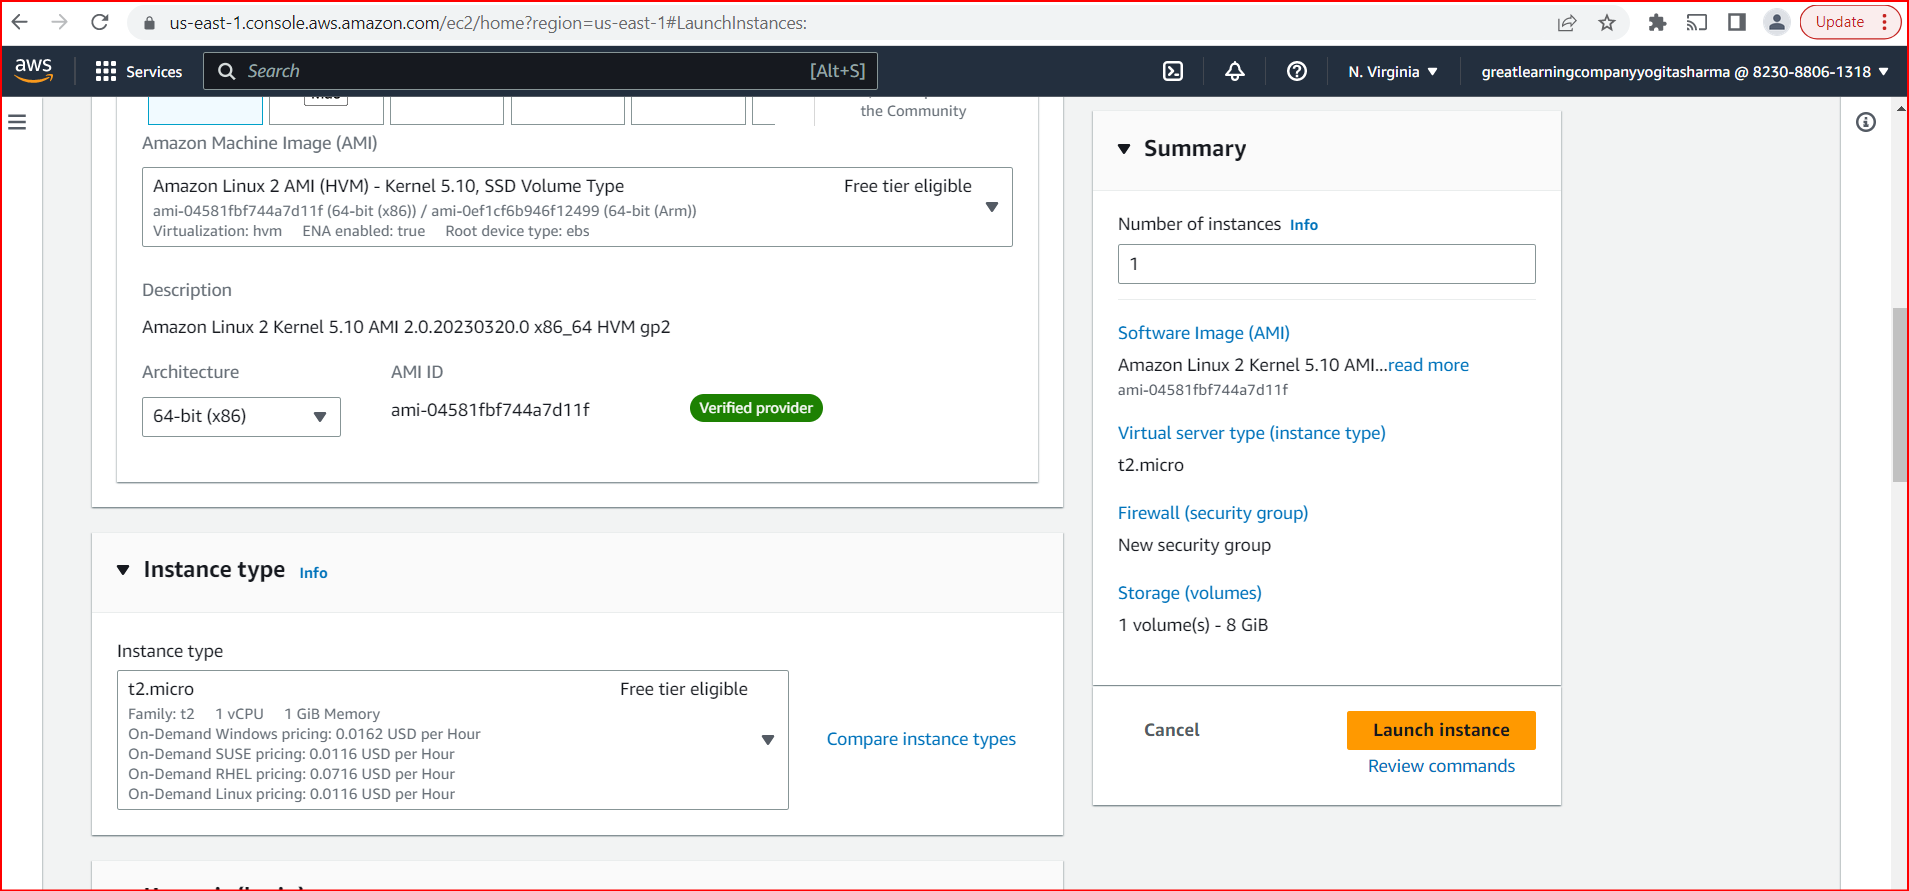 us-east-1.console.aws.amazon.com/ec2/home?region=us-east-1#LaunchInstances:
Update
aws
Services
Search
[Alt+S]
N. Virginia
greatlearningcompanyyogitasharma @ 8230-8806-1318
the Community
Amazon Machine Image (AMI)
Amazon Linux 2 AMI (HVM) - Kernel 5.10, SSD Volume Type
Free tier eligible
ami-04581fbf744a7d11f (64-bit (x86)) / ami-0ef1cf6b946f12499 (64-bit (Arm))
Virtualization: hvm ENA enabled: true Root device type: ebs
Description
Amazon Linux 2 Kernel 5.10 AMI 2.0.20230320.0 x86_64 HVM gp2
Architecture
AMI ID
64-bit (x86)
ami-04581fbf744a7d11f
Verified provider
Instance type Info
Instance type
t2.micro
Free tier eligible
Family: t2 1 vCPU 1 GiB Memory
On-Demand Windows pricing: 0.0162 USD per Hour
On-Demand SUSE pricing: 0.0116 USD per Hour
On-Demand RHEL pricing: 0.0716 USD per Hour
On-Demand Linux pricing: 0.0116 USD per Hour
Compare instance types
Summary
Number of instances Info
1
Software Image (AMI)
Amazon Linux 2 Kernel 5.10 AMI...read more
ami-04581fbf744a7d11f
Virtual server type (instance type)
t2.micro
Firewall (security group)
New security group
Storage (volumes)
1 volume(s) - 8 GiB
Cancel
Launch instance
Review commands